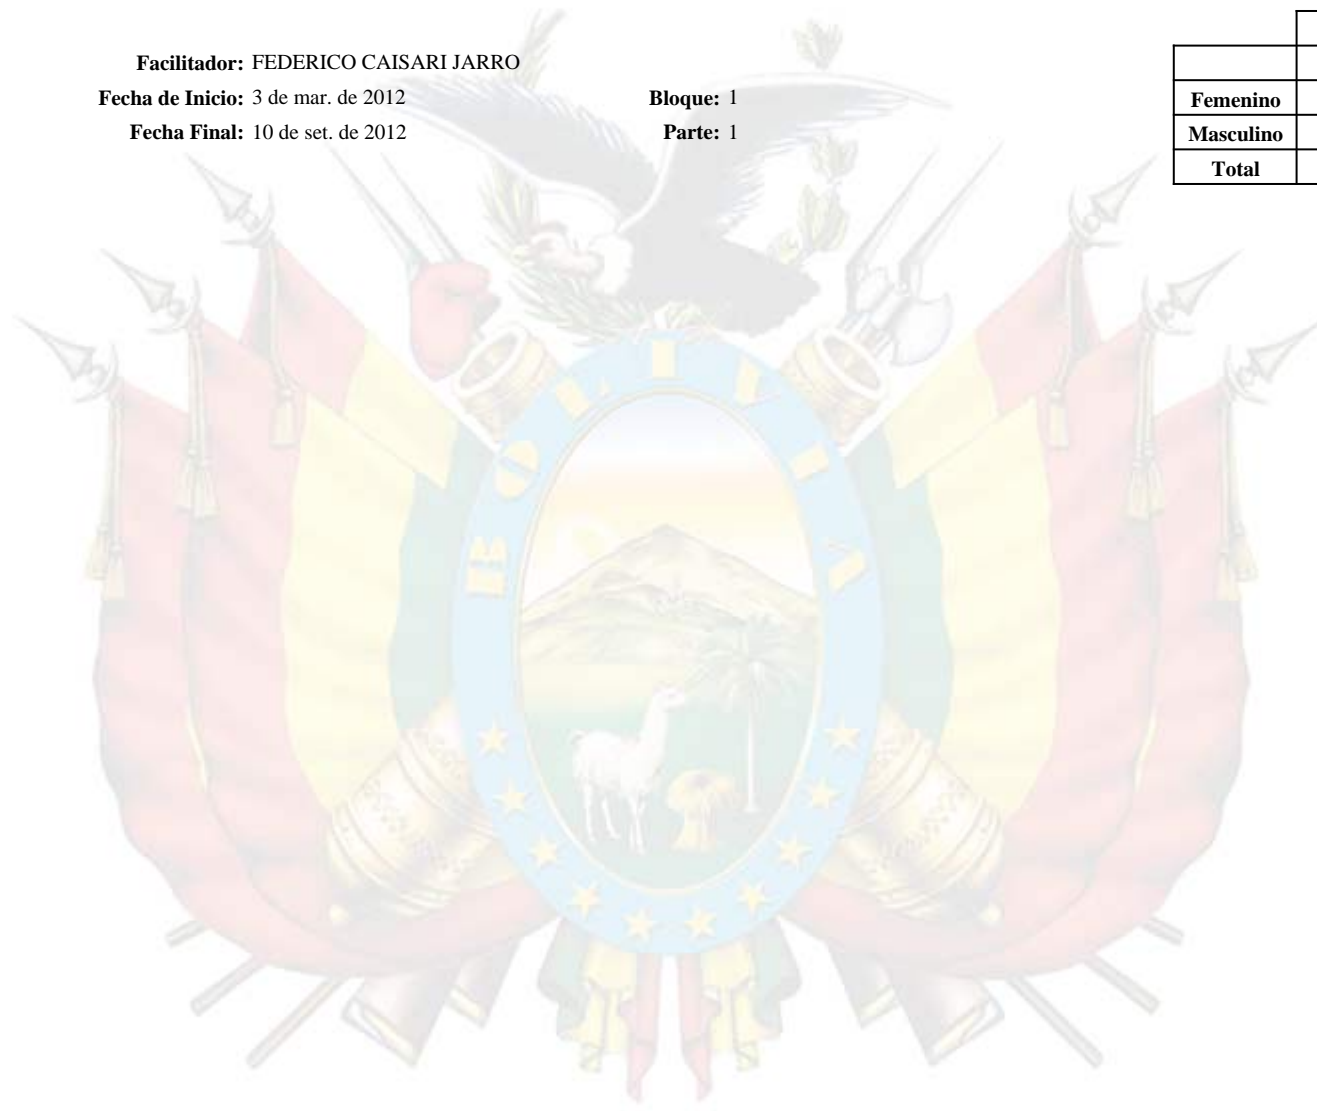 Facilitador: FEDERICO CAISARI JARRO
Fecha de Inicio: 3 de mar. de 2012 Bloque: 1
Fecha Final: 10 de set. de 2012 Parte: 1
Femenino
Masculino
Total
BOLIVIA